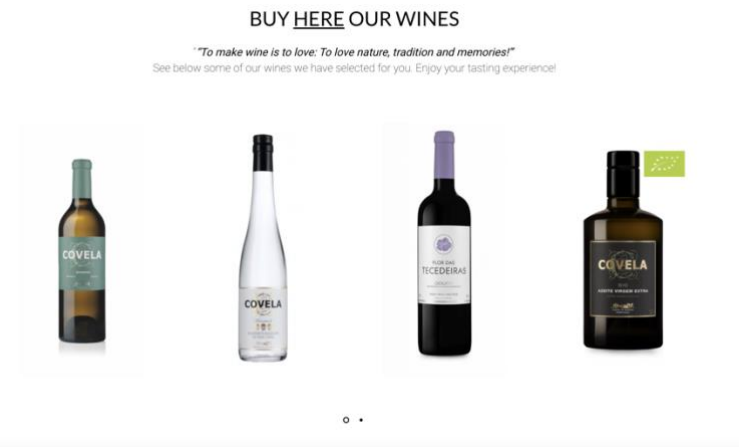 BUY HERE OUR WINES
“To make wine is to love: To love nature, tradition and memories!”
See below some of our wines we have selected for you. Enjoy your tasting experience!
COVELA
COVELA
FLOR DAS
TECEDEIRAS
COVELA
AZEITE VIRGEM EXTRA